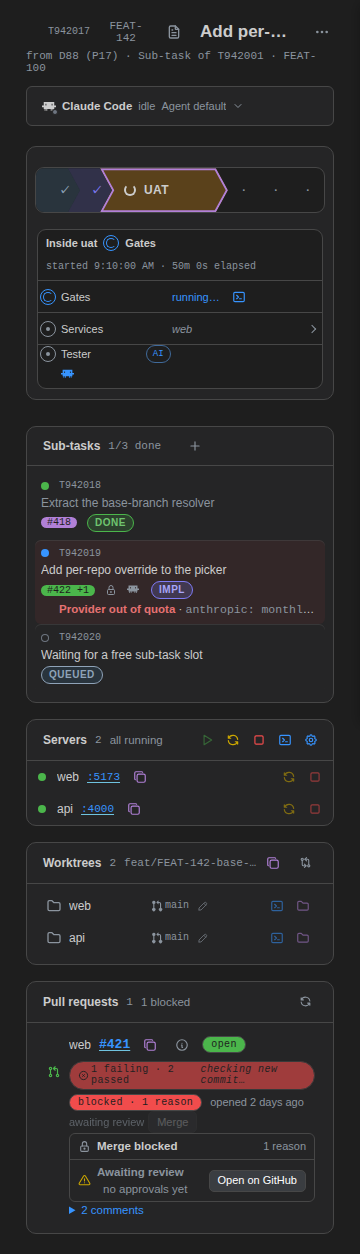 T942017 FEAT-142 Add per-…
from D88 (P17) · Sub-task of T942001 · FEAT-
100
Claude Code idle Agent default
✓ ✓ UAT · · ·
Inside uat Gates
started 9:10:00 AM · 50m 0s elapsed
Gates running…
Services web
Tester AI
Sub-tasks 1/3 done
T942018
Extract the base-branch resolver
#418 DONE
T942019
Add per-repo override to the picker
#422 +1 IMPL
Provider out of quota · anthropic: monthl…
T942020
Waiting for a free sub-task slot
QUEUED
Servers 2 all running
web :5173
api :4000
Worktrees 2 feat/FEAT-142-base-…
web main
api main
Pull requests 1 1 blocked
web #421 open
1 failing · 2 passed checking new commit…
blocked · 1 reason opened 2 days ago
awaiting review Merge
Merge blocked 1 reason
Awaiting review
no approvals yet Open on GitHub
2 comments